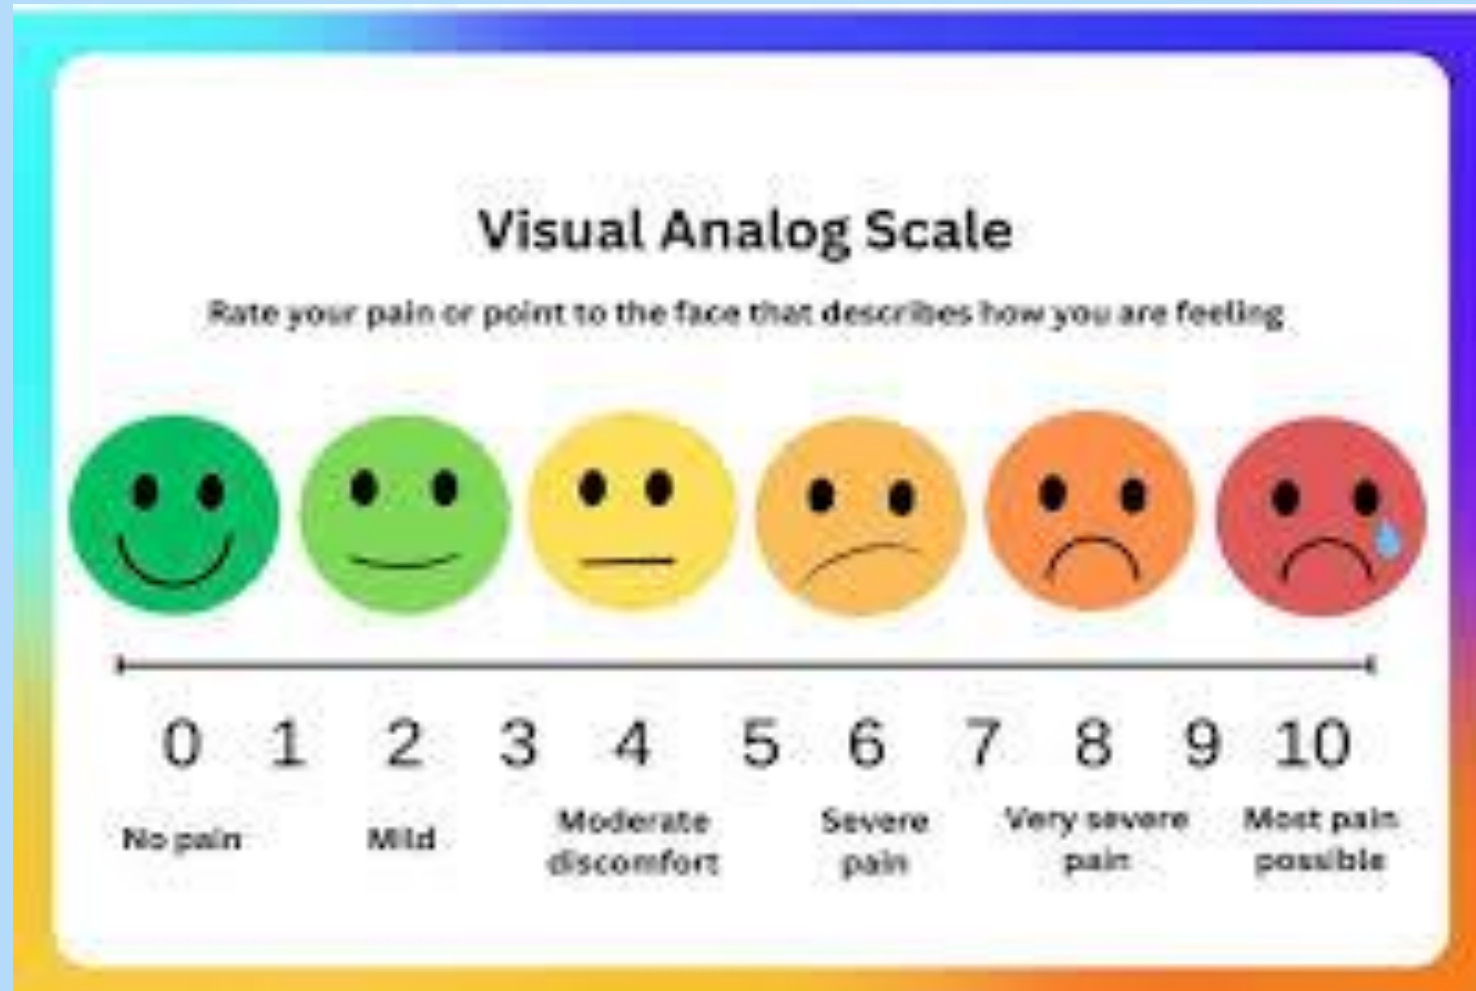 Visual Analog Scale
Rate your pain or point to the face that describes how you are feeling
0 1 2 3 4 5 6 7 8 9 10
No pain
Mild
Moderate
discomfort
Severe
pain
Very severe
pain
Most pain
possible